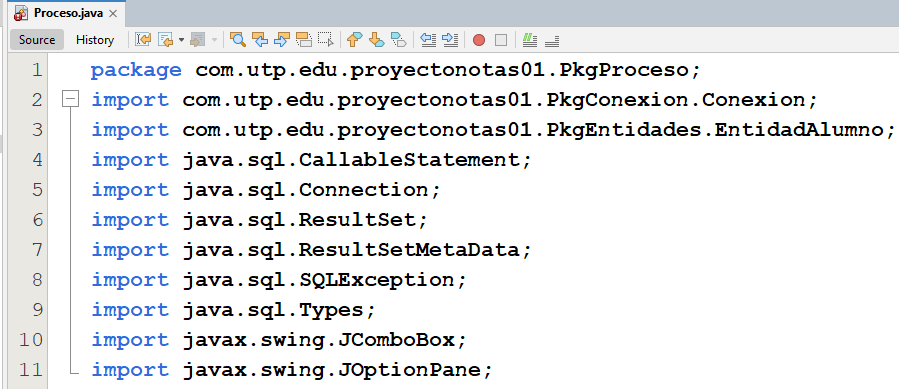 Proceso.java
Source History
1 package com.utp.edu.proyectonotas01.PkgProceso;
2 import com.utp.edu.proyectonotas01.PkgConexion.Conexion;
3 import com.utp.edu.proyectonotas01.PkgEntidades.EntidadAlumno;
4 import java.sql.CallableStatement;
5 import java.sql.Connection;
6 import java.sql.ResultSet;
7 import java.sql.ResultSetMetaData;
8 import java.sql.SQLException;
9 import java.sql.Types;
10 import javax.swing.JComboBox;
11 import javax.swing.JOptionPane;